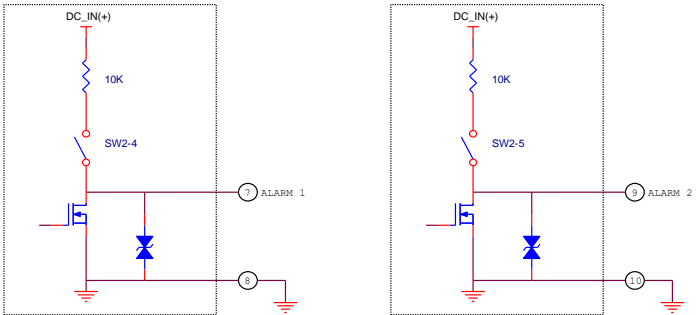 DC_IN(+)
10K
SW2-4
7 ALARM 1
8
DC_IN(+)
10K
SW2-5
9 ALARM 2
10